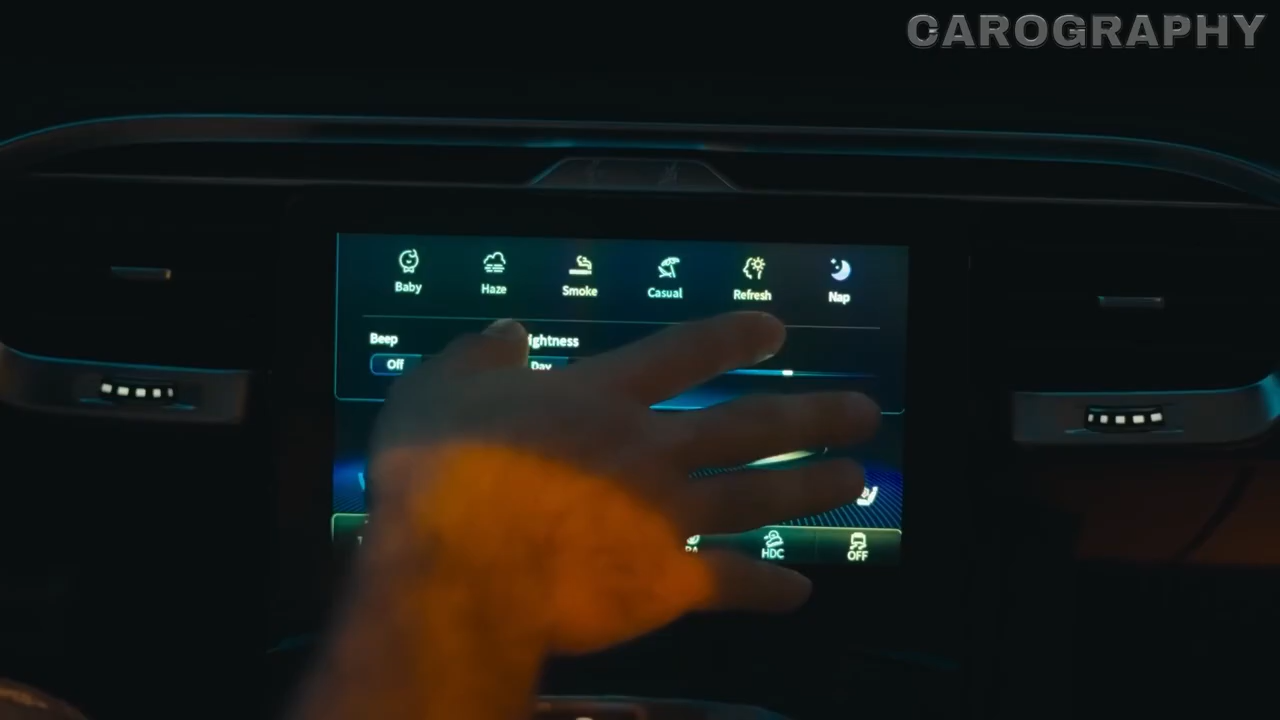 CAROGRAPHY
Baby Haze Smoke Casual Refresh Nap
Beep
Off Day
HDC OFF